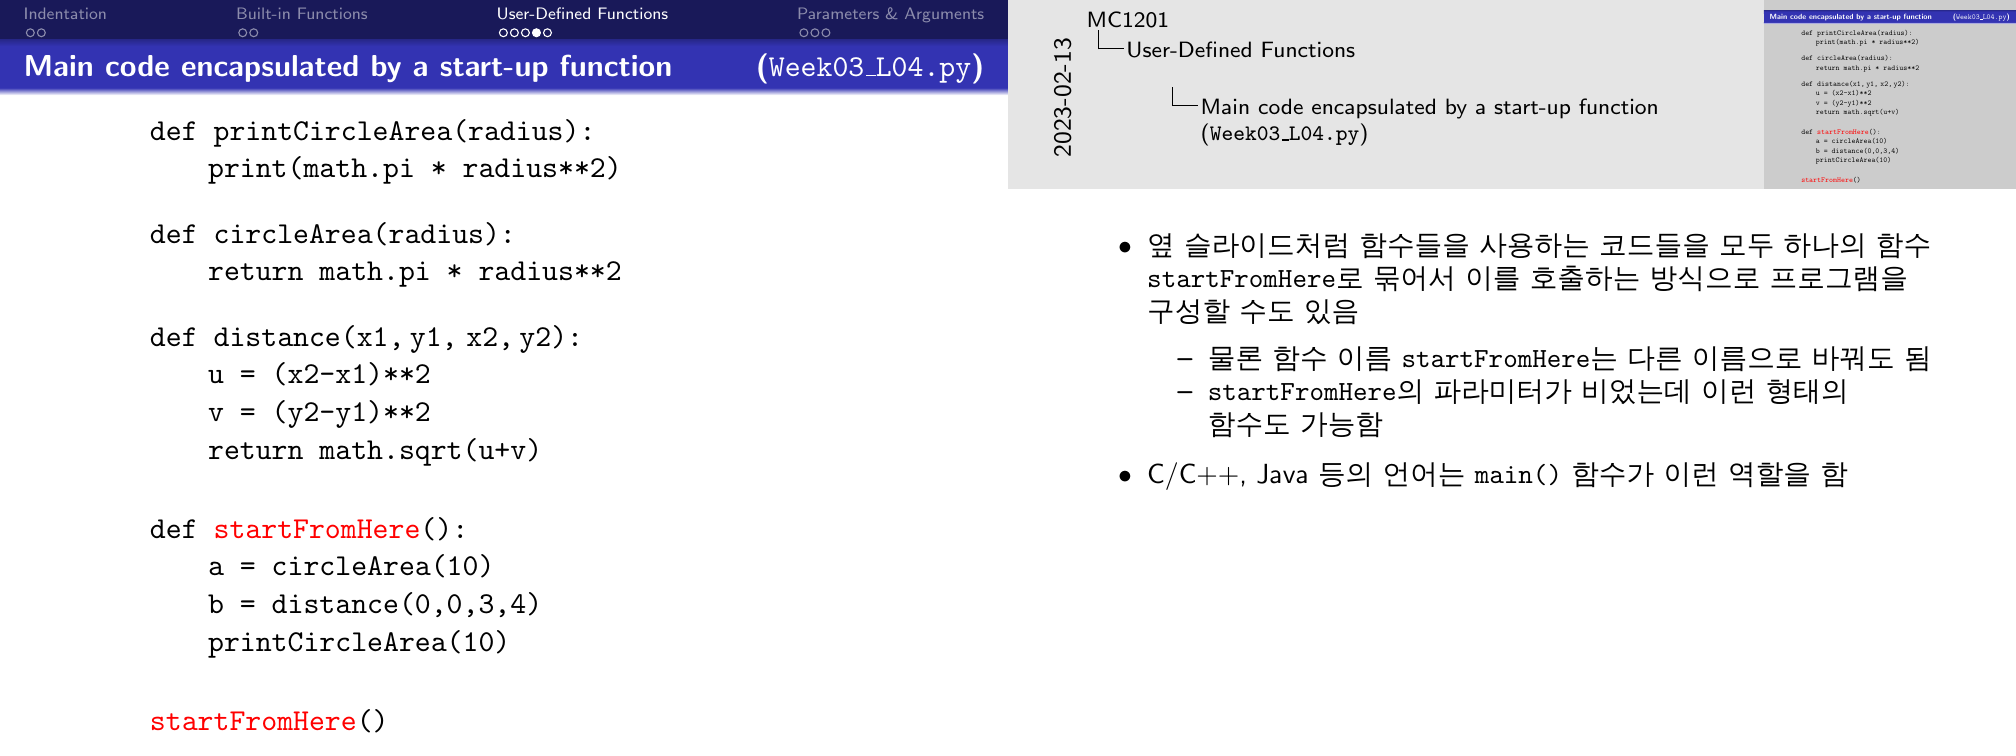 Indentation Built-in Functions User-Defined Functions Parameters & Arguments
Main code encapsulated by a start-up function (Week03_L04.py)
def printCircleArea(radius):
print(math.pi * radius**2)
def circleArea(radius):
return math.pi * radius**2
def distance(x1, y1, x2, y2):
u = (x2-x1)**2
v = (y2-y1)**2
return math.sqrt(u+v)
def startFromHere():
a = circleArea(10)
b = distance(0,0,3,4)
printCircleArea(10)
startFromHere()
2023-02-13
MC1201
User-Defined Functions
Main code encapsulated by a start-up function
(Week03_L04.py)
Main code encapsulated by a start-up function (Week03_L04.py)
def printCircleArea(radius):
print(math.pi * radius**2)
def circleArea(radius):
return math.pi * radius**2
def distance(x1, y1, x2, y2):
u = (x2-x1)**2
v = (y2-y1)**2
return math.sqrt(u+v)
def startFromHere():
a = circleArea(10)
b = distance(0,0,3,4)
printCircleArea(10)
startFromHere()
• 옆 슬라이드처럼 함수들을 사용하는 코드들을 모두 하나의 함수
startFromHere로 묶어서 이를 호출하는 방식으로 프로그램을
구성할 수도 있음
– 물론 함수 이름 startFromHere는 다른 이름으로 바꿔도 됨
– startFromHere의 파라미터가 비었는데 이런 형태의
함수도 가능함
• C/C++, Java 등의 언어는 main() 함수가 이런 역할을 함